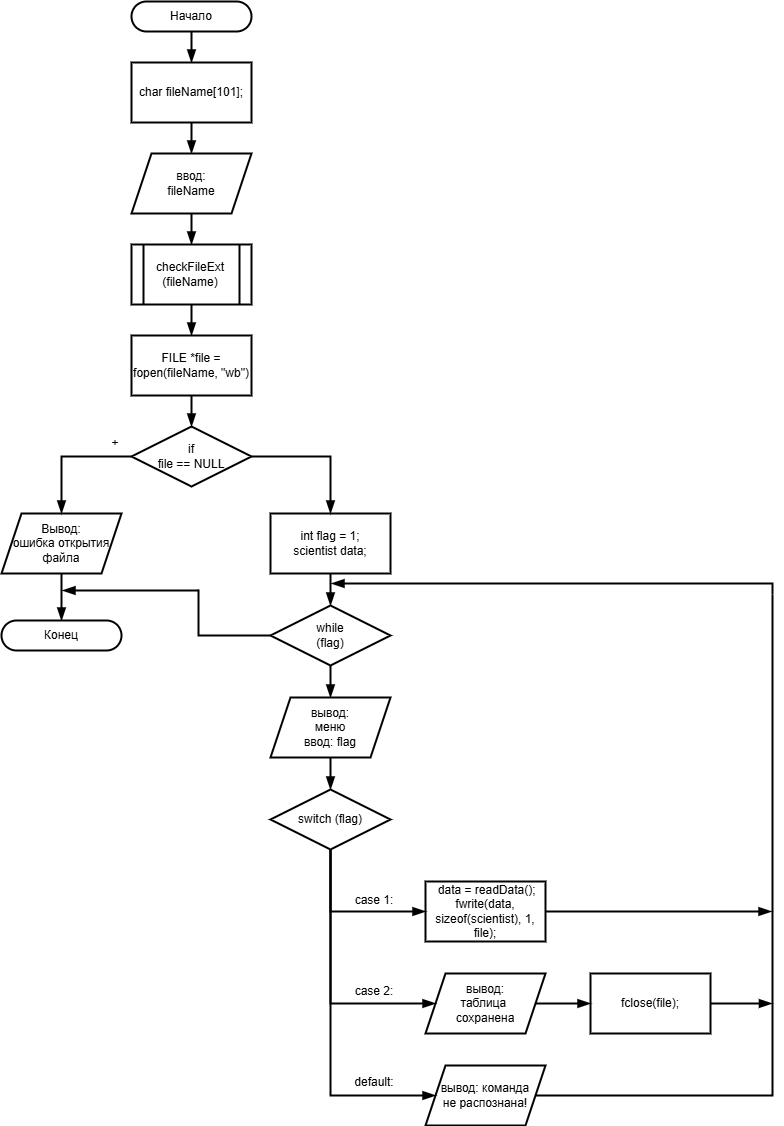 Начало
char fileName[101];
ввод:
fileName
checkFileExt
(fileName)
FILE *file =
fopen(fileName, "wb")
+
if
file == NULL
Вывод:
ошибка открытия
файла
int flag = 1;
scientist data;
Конец
while
(flag)
вывод:
меню
ввод: flag
switch (flag)
case 1:
data = readData();
fwrite(data,
sizeof(scientist), 1,
file);
case 2:
вывод:
таблица
сохранена
fclose(file);
default:
вывод: команда
не распознана!